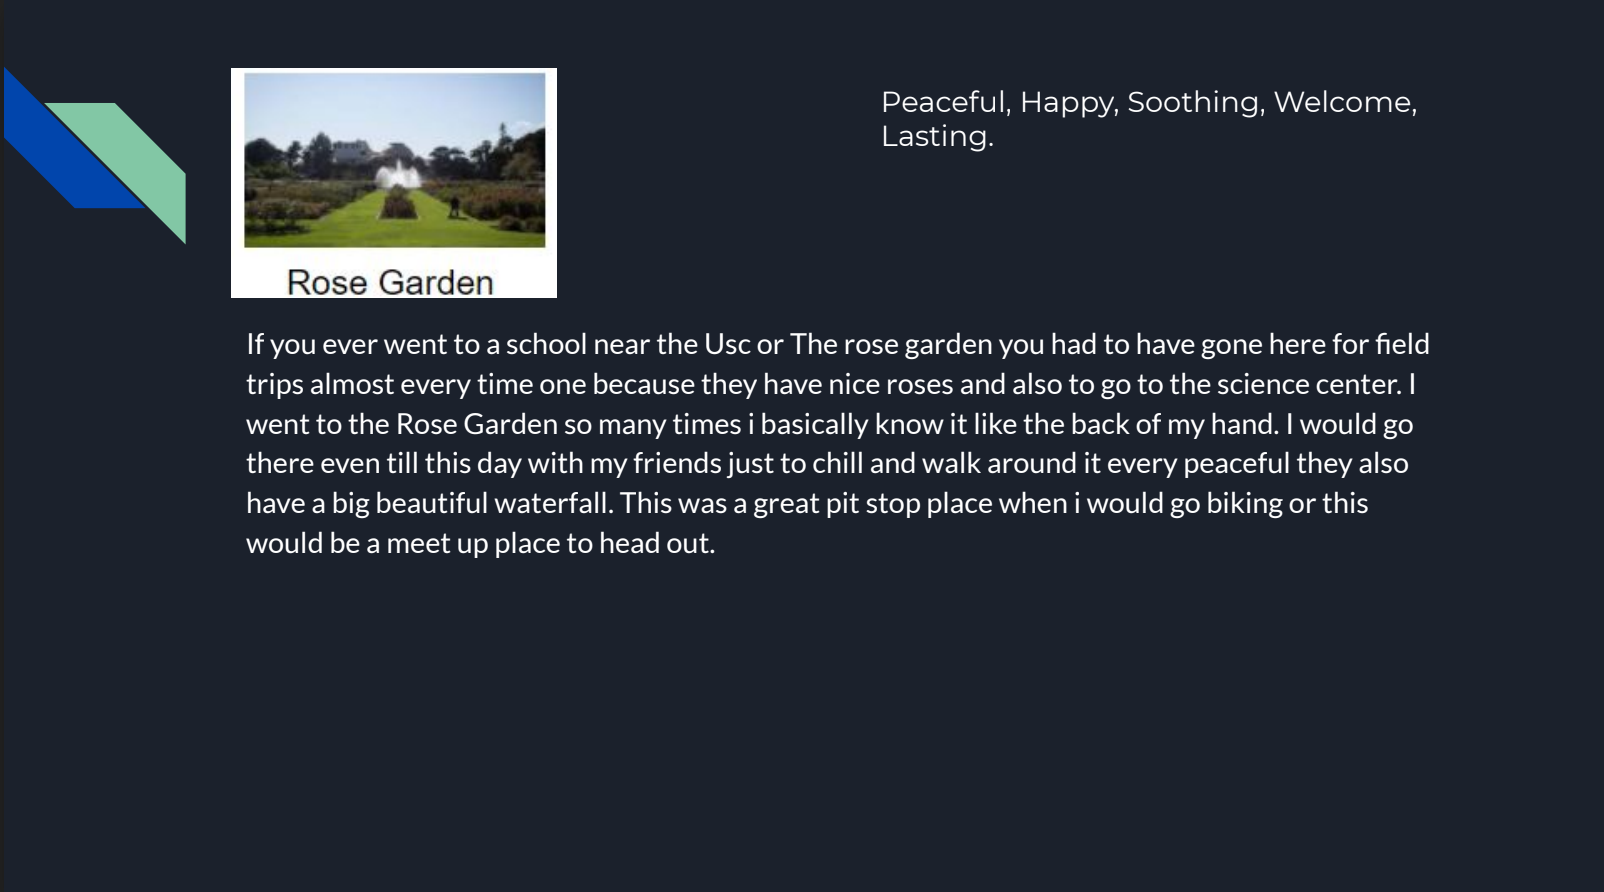 Peaceful, Happy, Soothing, Welcome,
Lasting.
Rose Garden
If you ever went to a school near the Usc or The rose garden you had to have gone here for field
trips almost every time one because they have nice roses and also to go to the science center. I
went to the Rose Garden so many times i basically know it like the back of my hand. I would go
there even till this day with my friends just to chill and walk around it every peaceful they also
have a big beautiful waterfall. This was a great pit stop place when i would go biking or this
would be a meet up place to head out.